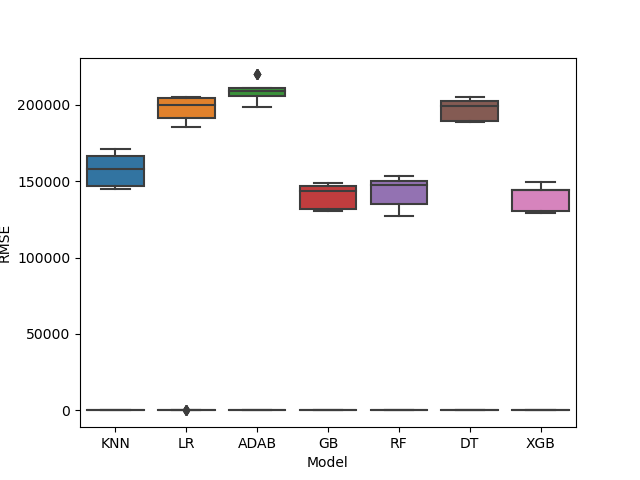 RMSE
200000
150000
100000
50000
0
KNN LR ADAB GB RF DT XGB
Model